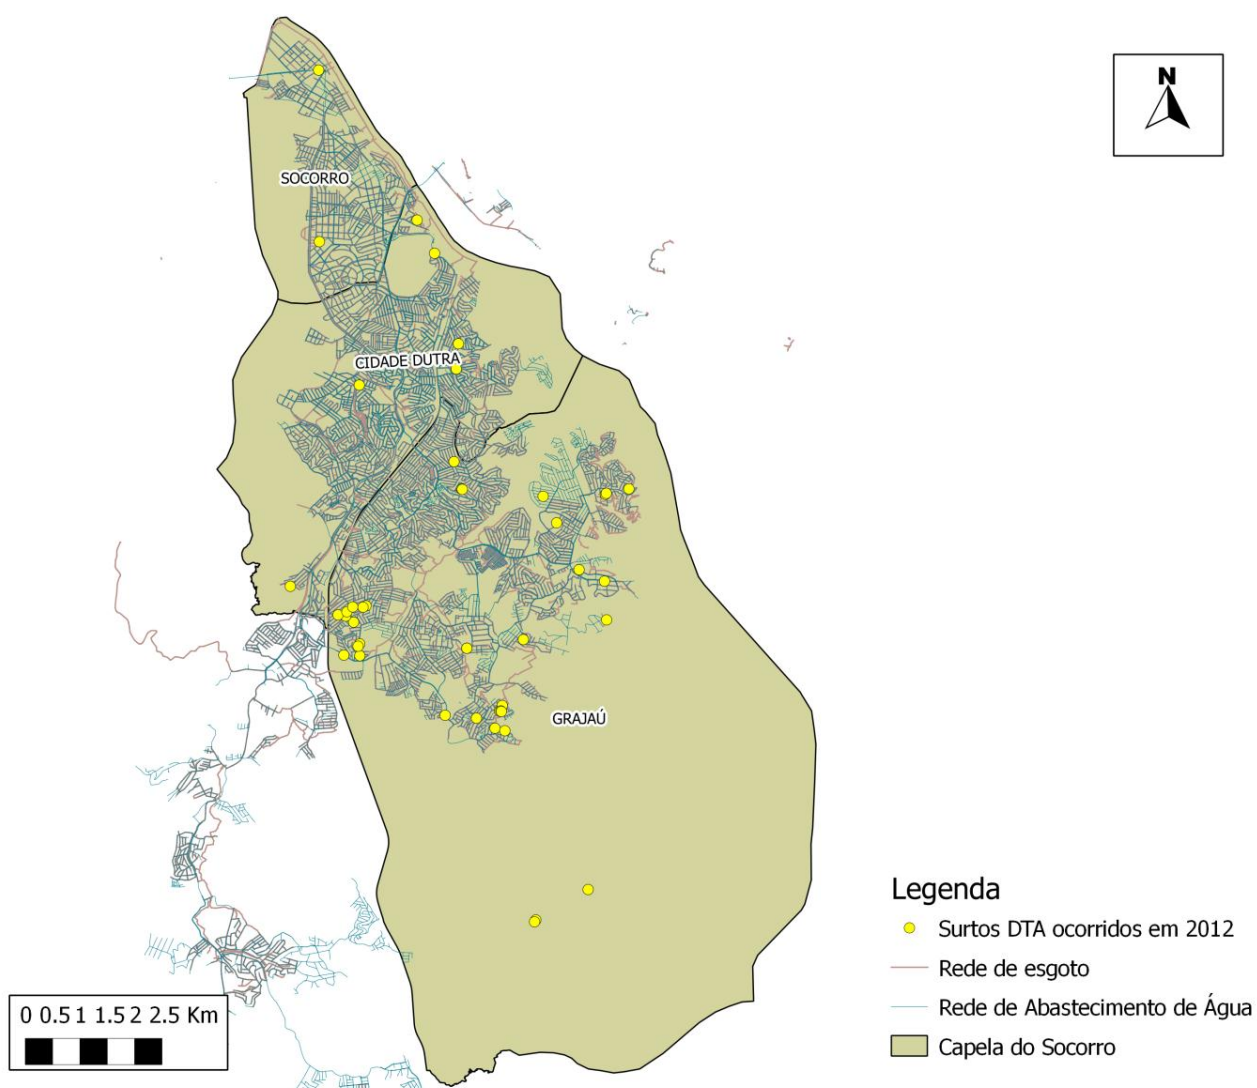 N
SOCORRO
CIDADE DUTRA
GRAJAÚ
Legenda
Surtos DTA ocorridos em 2012
Rede de esgoto
Rede de Abastecimento de Água
Capela do Socorro
0 0.5 1 1.5 2 2.5 Km